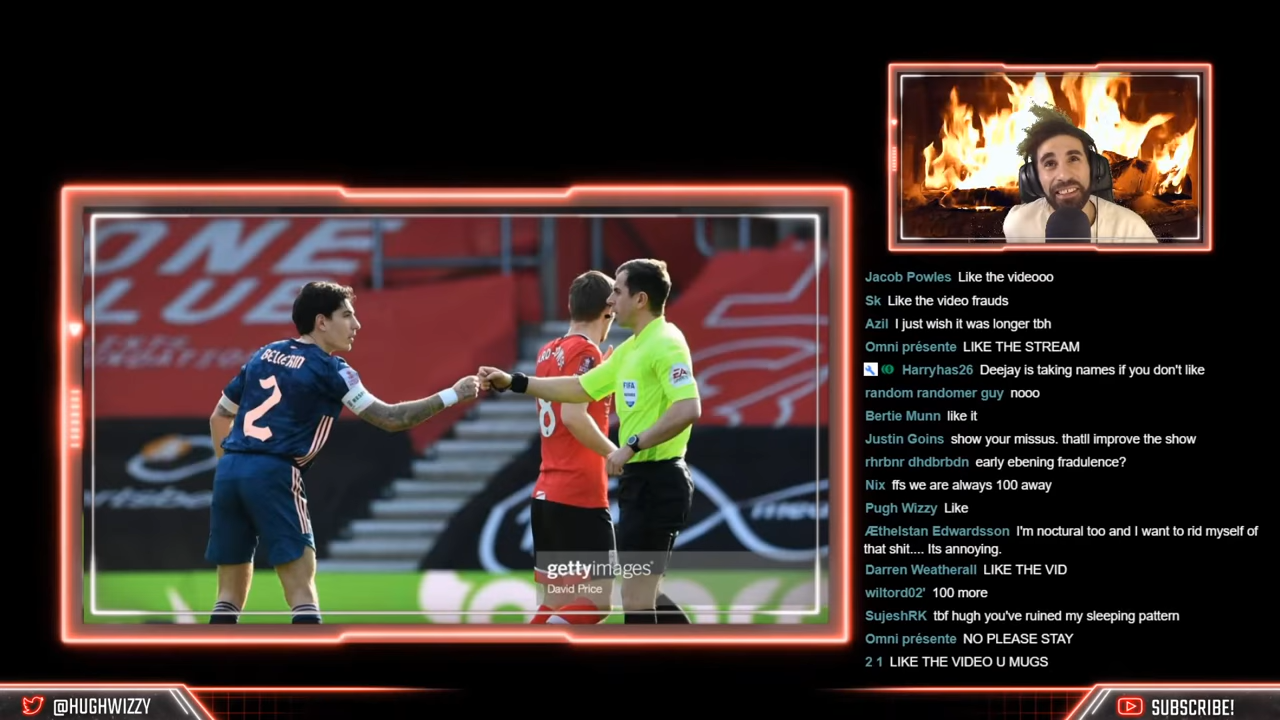 ONE
CLUB
BELLERIN
2
8
FIFA
EA
gettyimages
David Price
Jacob Powles Like the videooo
Sk Like the video frauds
Azil I just wish it was longer tbh
Omni présente LIKE THE STREAM
Harryhas26 Deejay is taking names if you don't like
random randomer guy nooo
Bertie Munn like it
Justin Goins show your missus. thatll improve the show
rhrbnr dhdbrbdn early ebening fradulence?
Nix ffs we are always 100 away
Pugh Wizzy Like
Æthelstan Edwardsson I'm noctural too and I want to rid myself of
that shit.... Its annoying.
Darren Weatherall LIKE THE VID
wiltord02' 100 more
SujeshRK tbf hugh you've ruined my sleeping pattern
Omni présente NO PLEASE STAY
2 1 LIKE THE VIDEO U MUGS
@HUGHWIZZY
SUBSCRIBE!